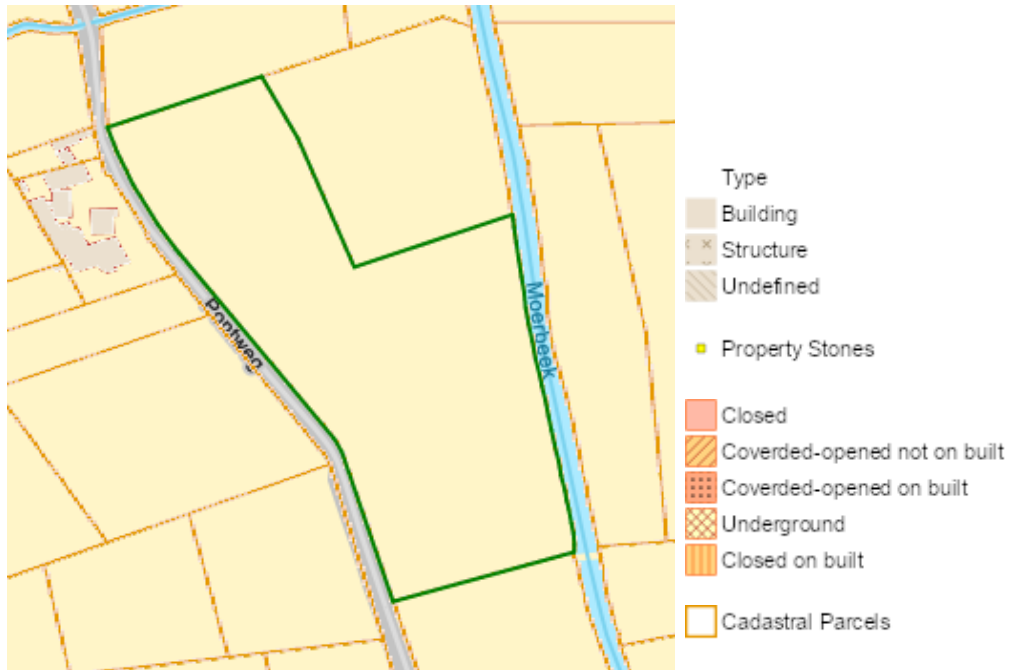 Pontweg
Moerbeek
Type
Building
Structure
Undefined
Property Stones
Closed
Coverded-opened not on built
Coverded-opened on built
Underground
Closed on built
Cadastral Parcels